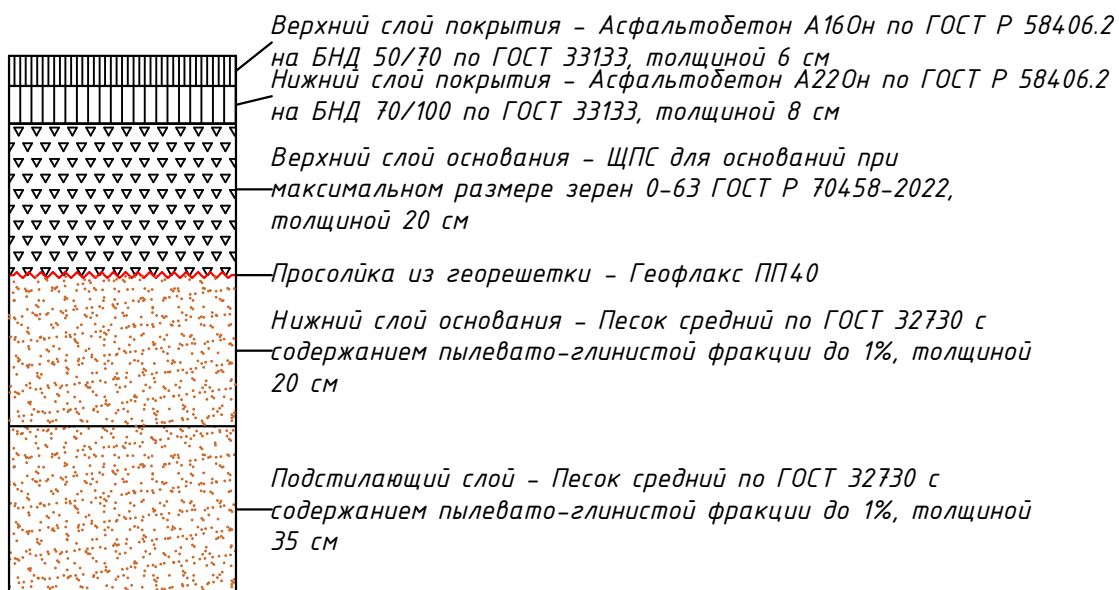 Верхний слой покрытия - Асфальтобетон А16Он по ГОСТ Р 58406.2
на БНД 50/70 по ГОСТ 33133, толщиной 6 см
Нижний слой покрытия - Асфальтобетон А22Он по ГОСТ Р 58406.2
на БНД 70/100 по ГОСТ 33133, толщиной 8 см
Верхний слой основания - ЩПС для оснований при
максимальном размере зерен 0-63 ГОСТ Р 70458-2022,
толщиной 20 см
Просолйка из георешетки - Геофлакс ПП40
Нижний слой основания - Песок средний по ГОСТ 32730 с
содержанием пылевато-глинистой фракции до 1%, толщиной
20 см
Подстилающий слой - Песок средний по ГОСТ 32730 с
содержанием пылевато-глинистой фракции до 1%, толщиной
35 см